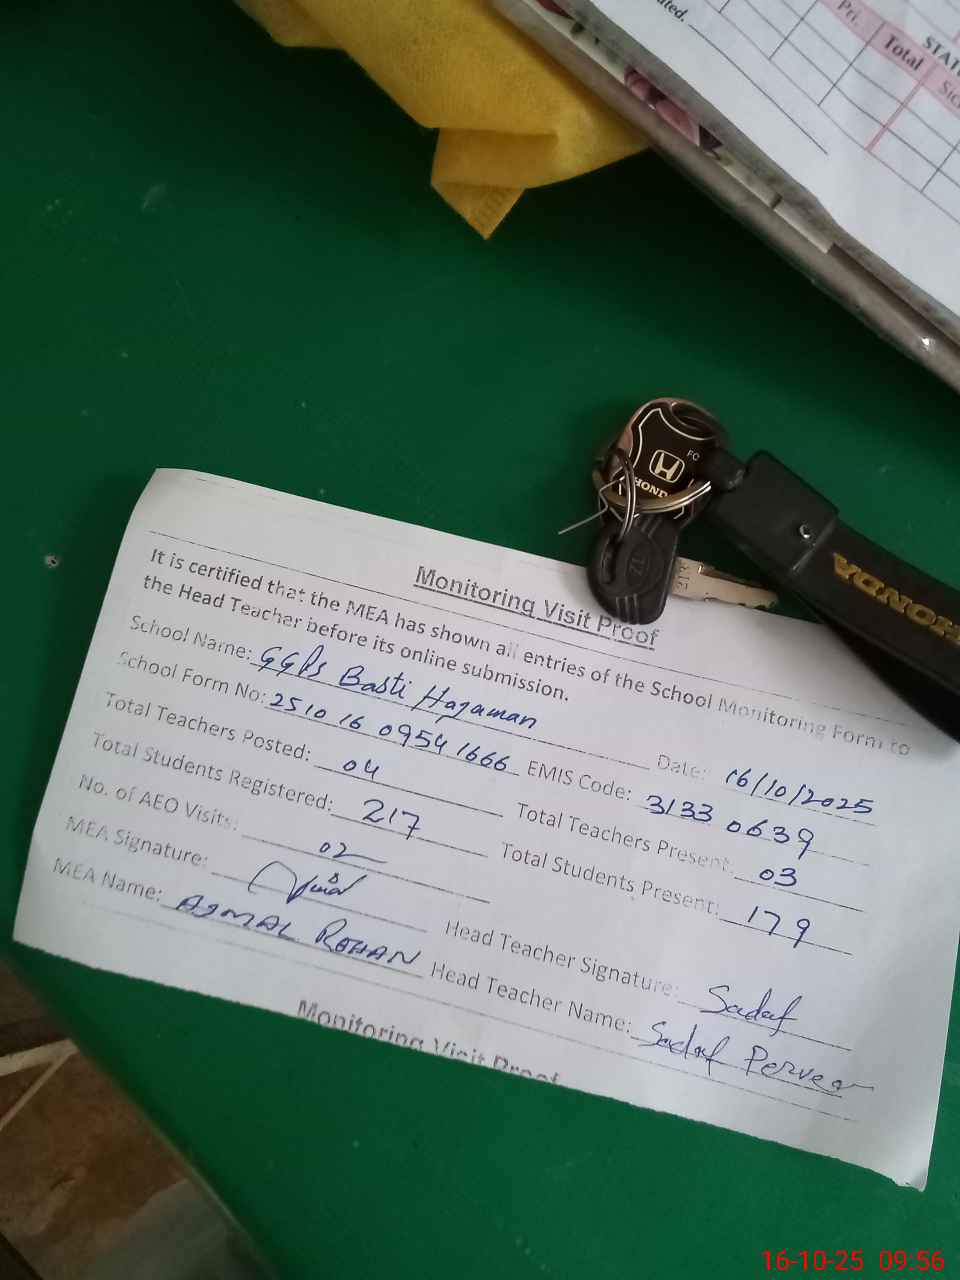 ated.
Pri.
Total
STAT
Sic
FC
HOND
HONDA
Monitoring Visit Proof
It is certified that the MEA has shown all entries of the School Monitoring Form to
the Head Teacher before its online submission.
School Name: GGPS Basti Hajaman Date: 16/10/2025
School Form No: 2510 16 0954 1666 EMIS Code: 3133 0639
Total Teachers Posted: 04 Total Teachers Present: 03
Total Students Registered: 217 Total Students Present: 179
No. of AEO Visits: 02
MEA Signature: Head Teacher Signature: Sadaf
MEA Name: AJMAL ROHAN Head Teacher Name: Sadaf Perveen
Monitoring Visit Proof
16-10-25 09:56